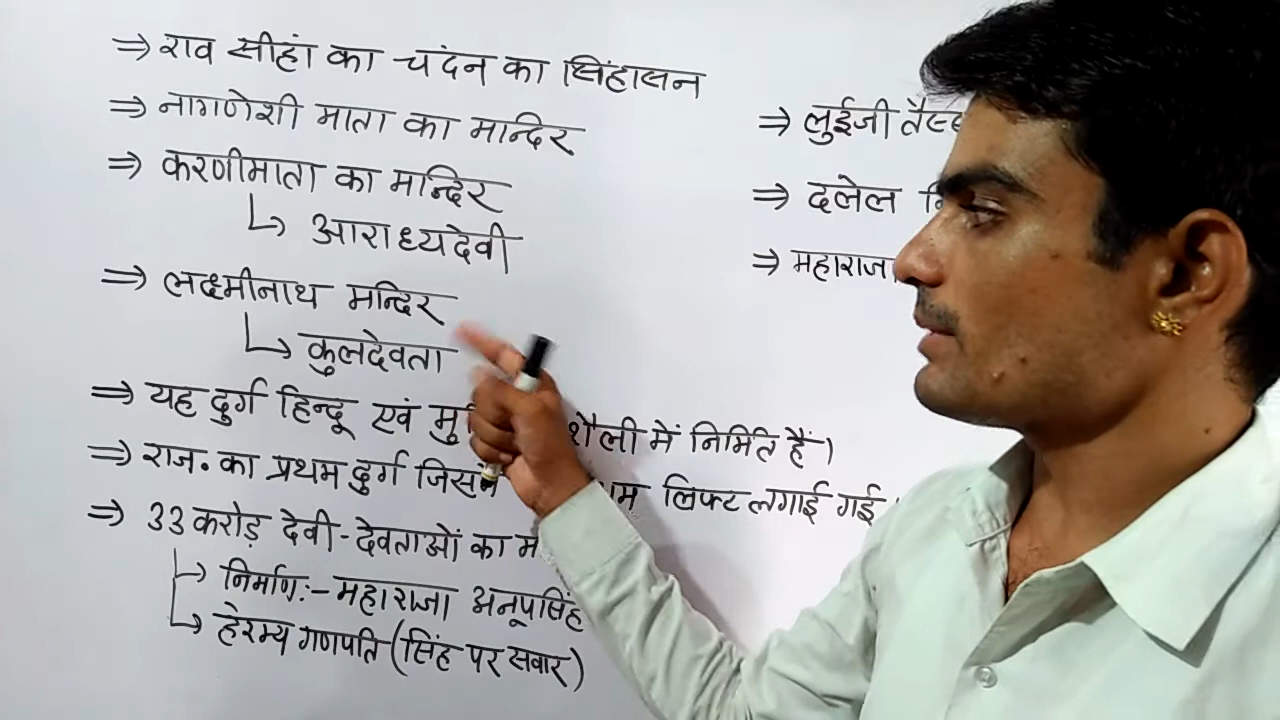 ⇒ राव सीहां का चंदन का सिंहासन
⇒ नागणेशी माता का मन्दिर
⇒ करणीमाता का मन्दिर
↳ आराध्यदेवी
⇒ लक्ष्मीनाथ मन्दिर
↳ कुलदेवता
⇒ यह दुर्ग हिन्दू एवं शैली में निर्मित हैं।
⇒ राज॰ का प्रथम दुर्ग लिफ्ट लगाई गई।
⇒ 33 करोड़ देवी-देवताओं का
↳ निर्माण:- महाराजा अनूपसिंह
↳ हेरम्य गणपति (सिंह पर सवार)
⇒ लुईजी
⇒ दलेल
⇒ महाराजा